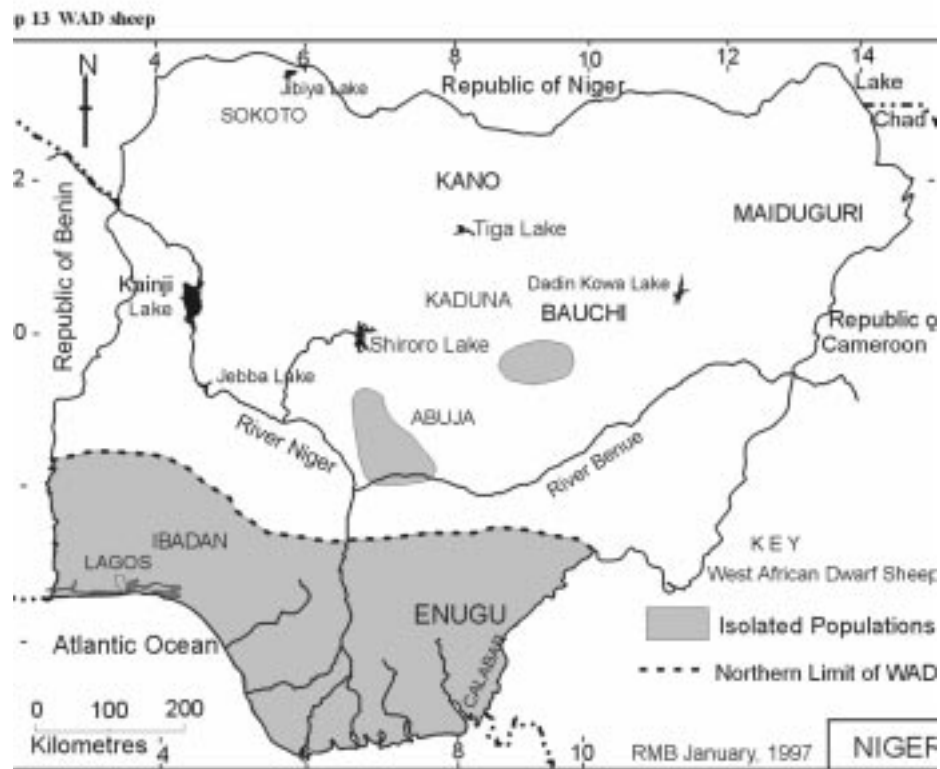 p 13 WAD sheep
4 6 8 10 12 14
N
Republic of Niger
Lake
Chad
Jibiya Lake
SOKOTO
2 -
KANO
MAIDUGURI
Tiga Lake
Republic of Benin
Kainji
Lake
Dadin Kowa Lake
KADUNA
BAUCHI
0 -
Shiroro Lake
Republic o
Cameroon
Jebba Lake
ABUJA
River Niger
River Benue
IBADAN
LAGOS
KEY
West African Dwarf Sheep
ENUGU
Isolated Populations
Atlantic Ocean
CALABAR
Northern Limit of WAD
0 100 200
Kilometres
4 8 10
RMB January, 1997
NIGER